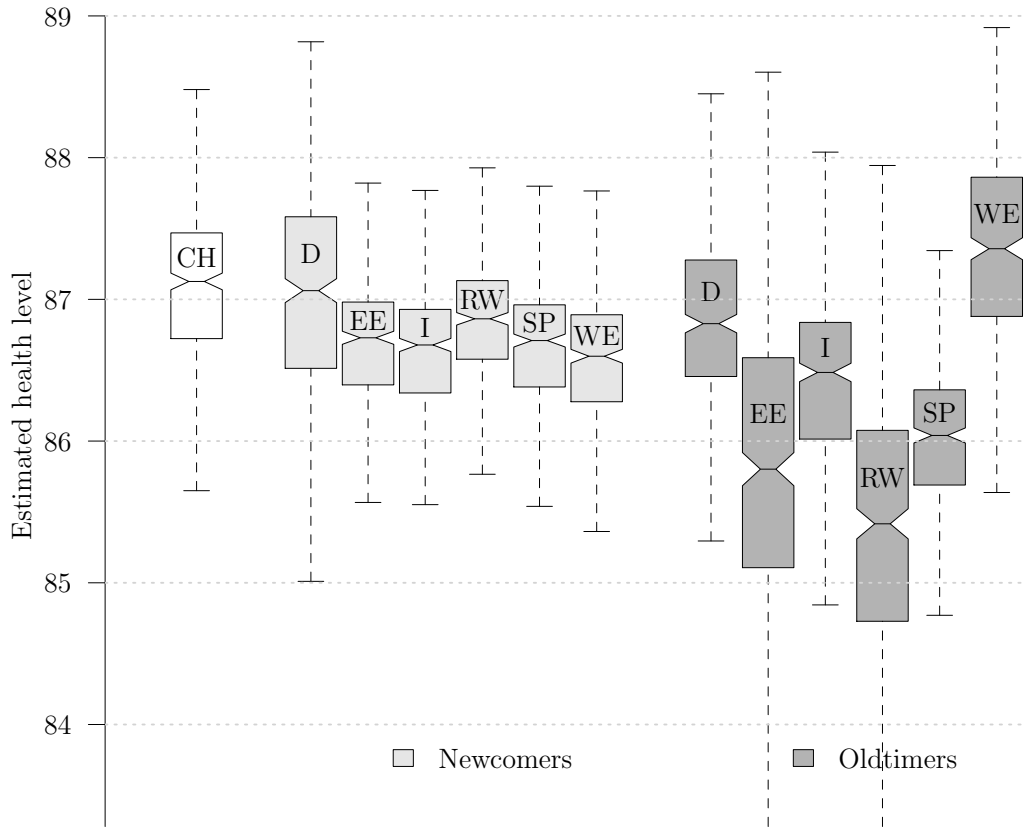 89
88
87
86
85
84
Estimated health level
CH
D
EE
I
RW
SP
WE
D
EE
I
RW
SP
WE
Newcomers
Oldtimers